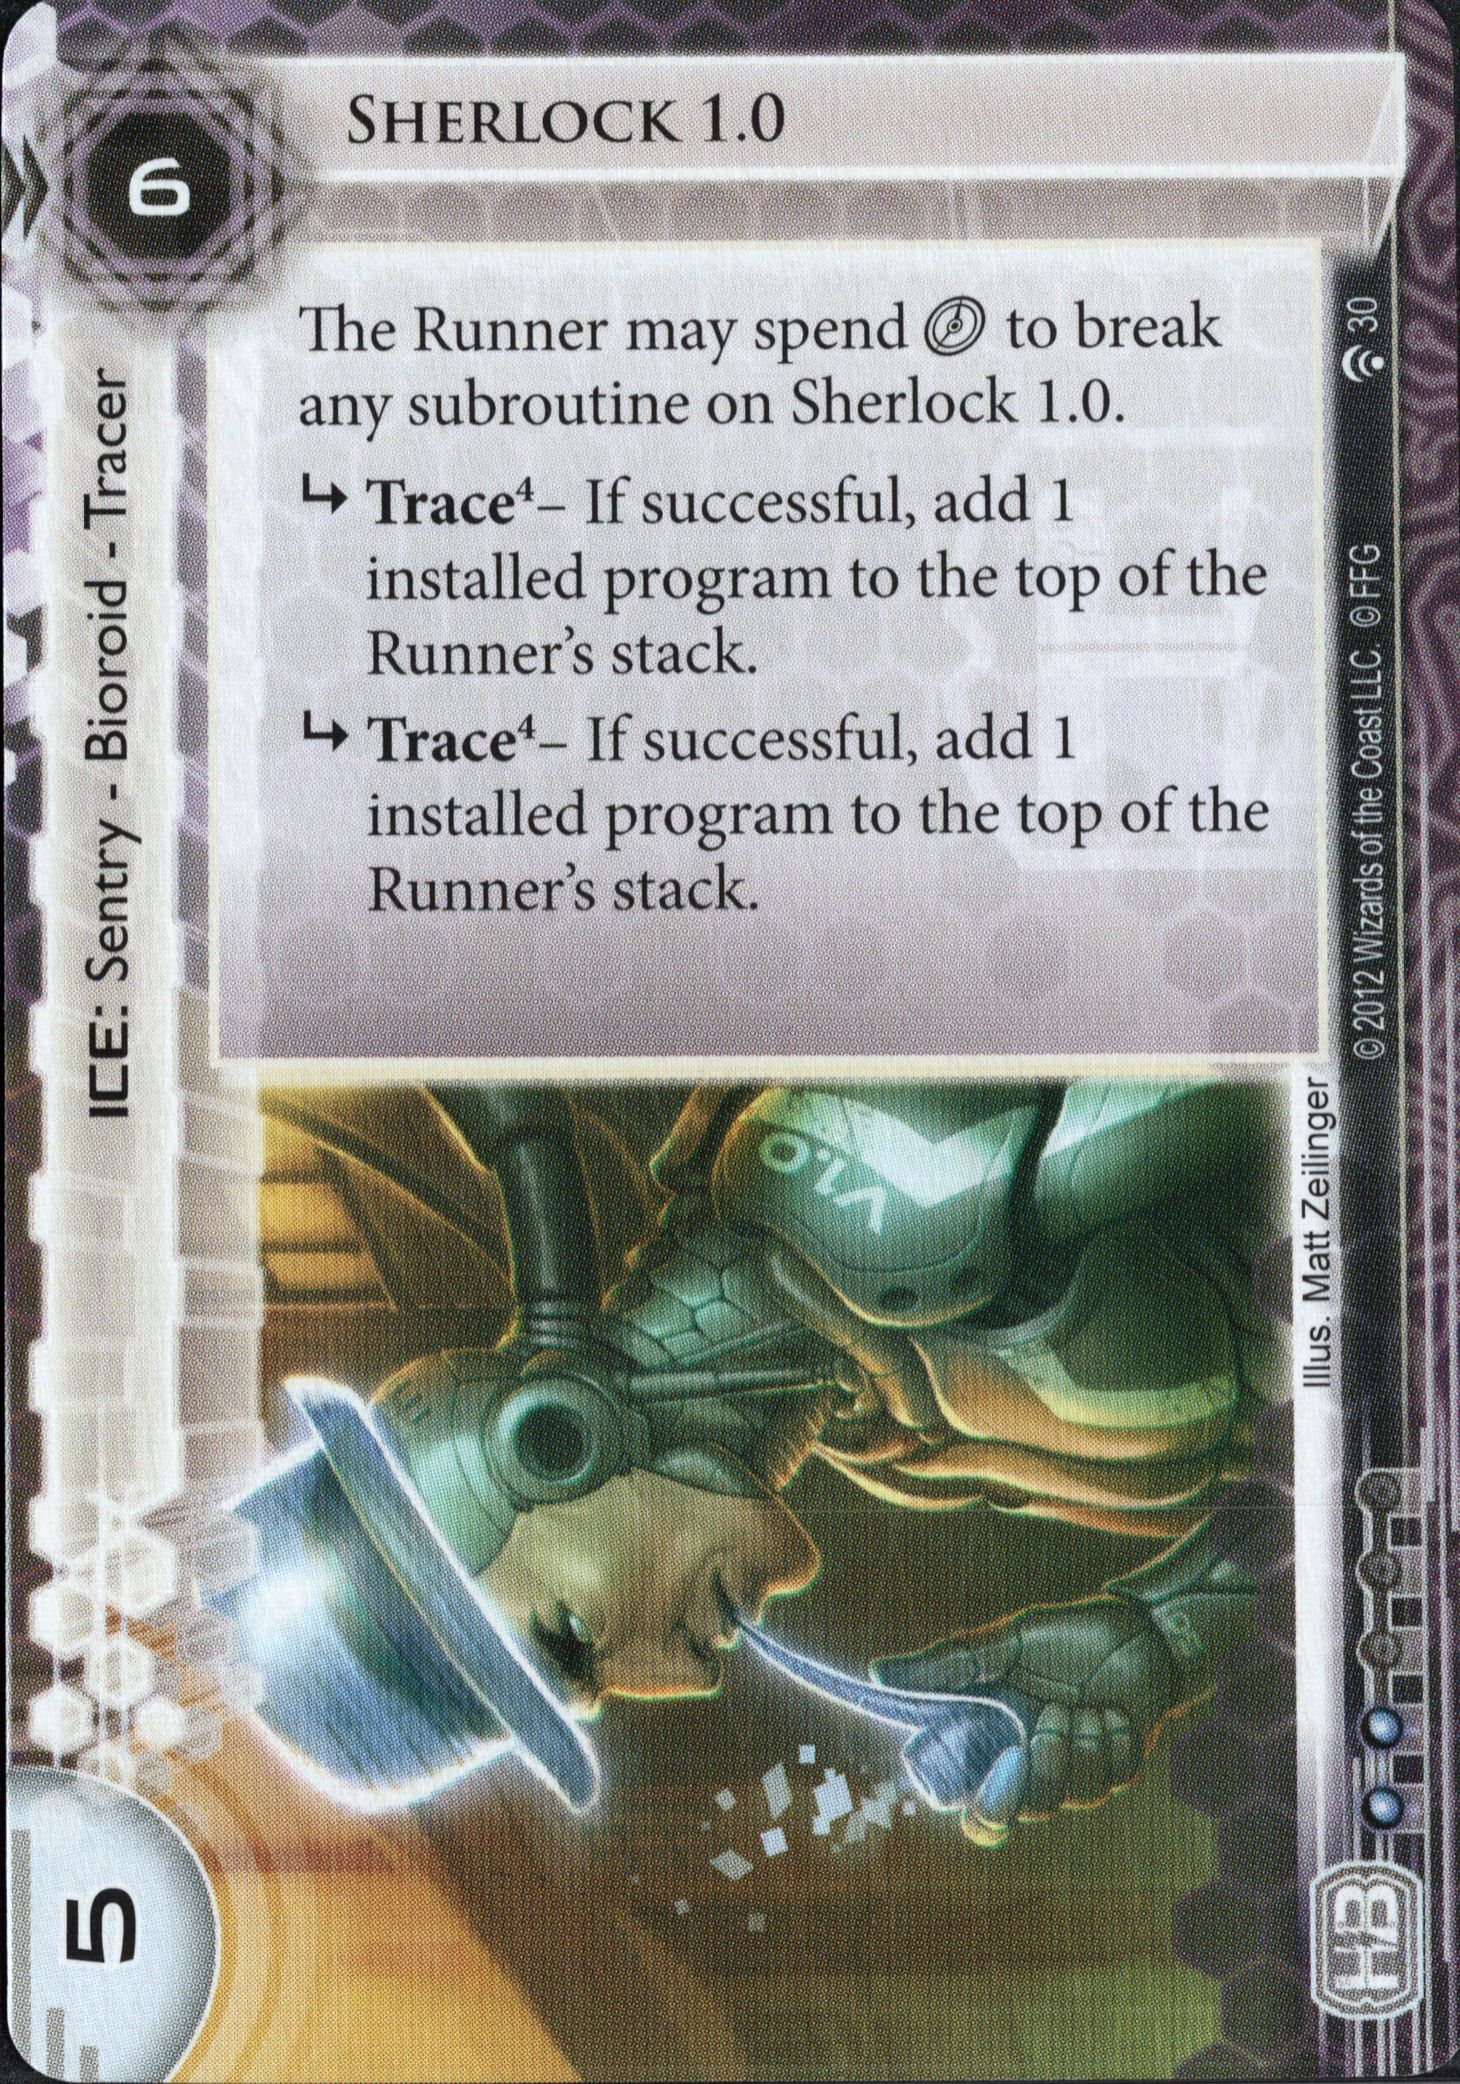 SHERLOCK 1.0
6
ICE: Sentry - Bioroid - Tracer
The Runner may spend to break
any subroutine on Sherlock 1.0.
↳ Trace⁴– If successful, add 1
installed program to the top of the
Runner's stack.
↳ Trace⁴– If successful, add 1
installed program to the top of the
Runner's stack.
30
© 2012 Wizards of the Coast LLC. © FFG
Illus. Matt Zeilinger
5
HB